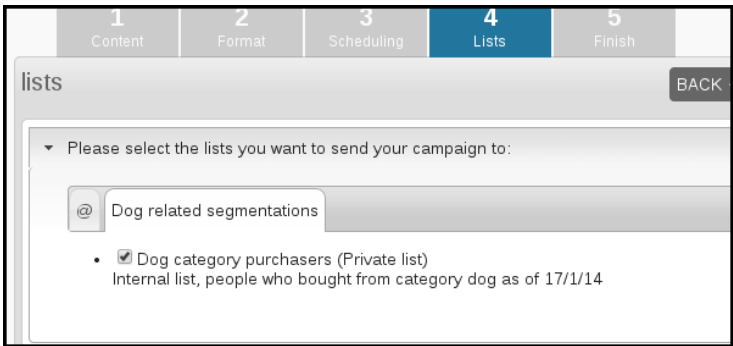 1 2 3 4 5
Content Format Scheduling Lists Finish
lists
BACK
Please select the lists you want to send your campaign to:
@ Dog related segmentations
Dog category purchasers (Private list)
Internal list, people who bought from category dog as of 17/1/14